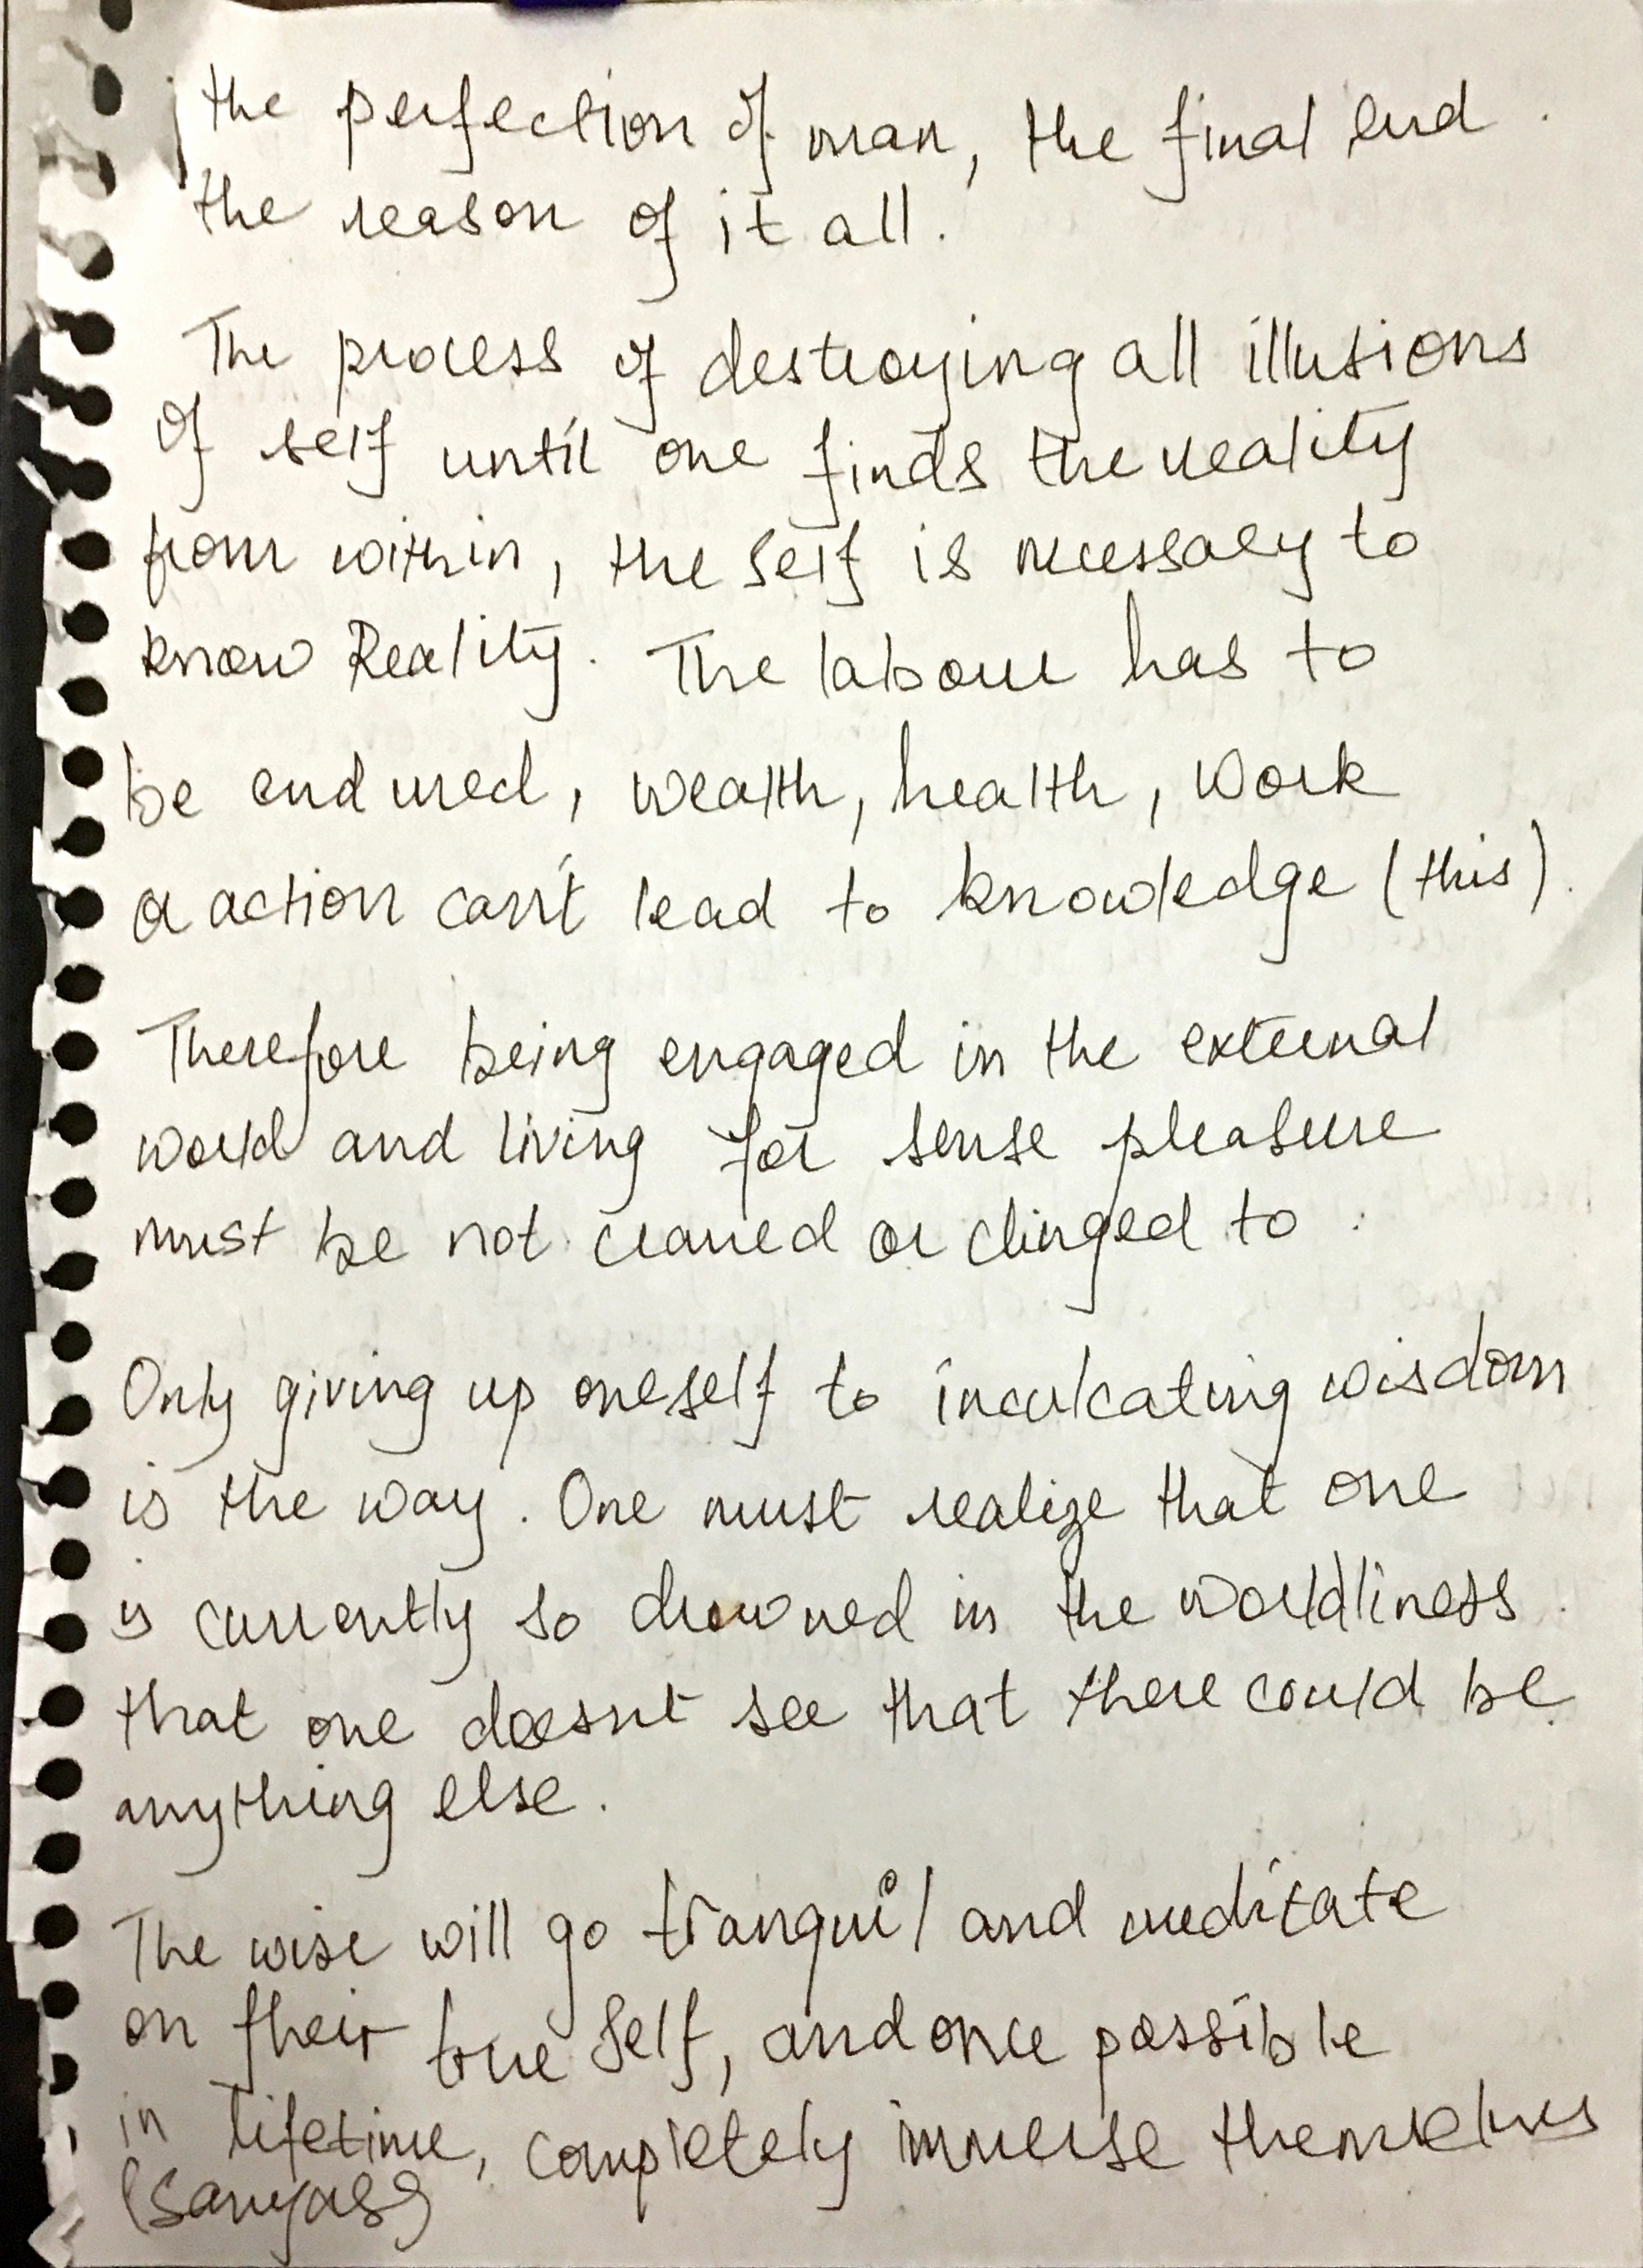 the perfection of man, the final end.
the reason of it all.
The process of destroying all illusions
of self until one finds the reality
from within, the self is necessary to
know Reality. The labour has to
be endured, wealth, health, work
or action can't lead to knowledge (this).
Therefore being engaged in the external
world and living for sense pleasure
must be not craved or clinged to.
Only giving up oneself to inculcating wisdom
is the way. One must realize that one
is currently so drowned in the worldliness
that one doesnt see that there could be
anything else.
The wise will go tranquil and meditate
on their true self, and once possible
in lifetime, completely immerse themselves
(sanyas)